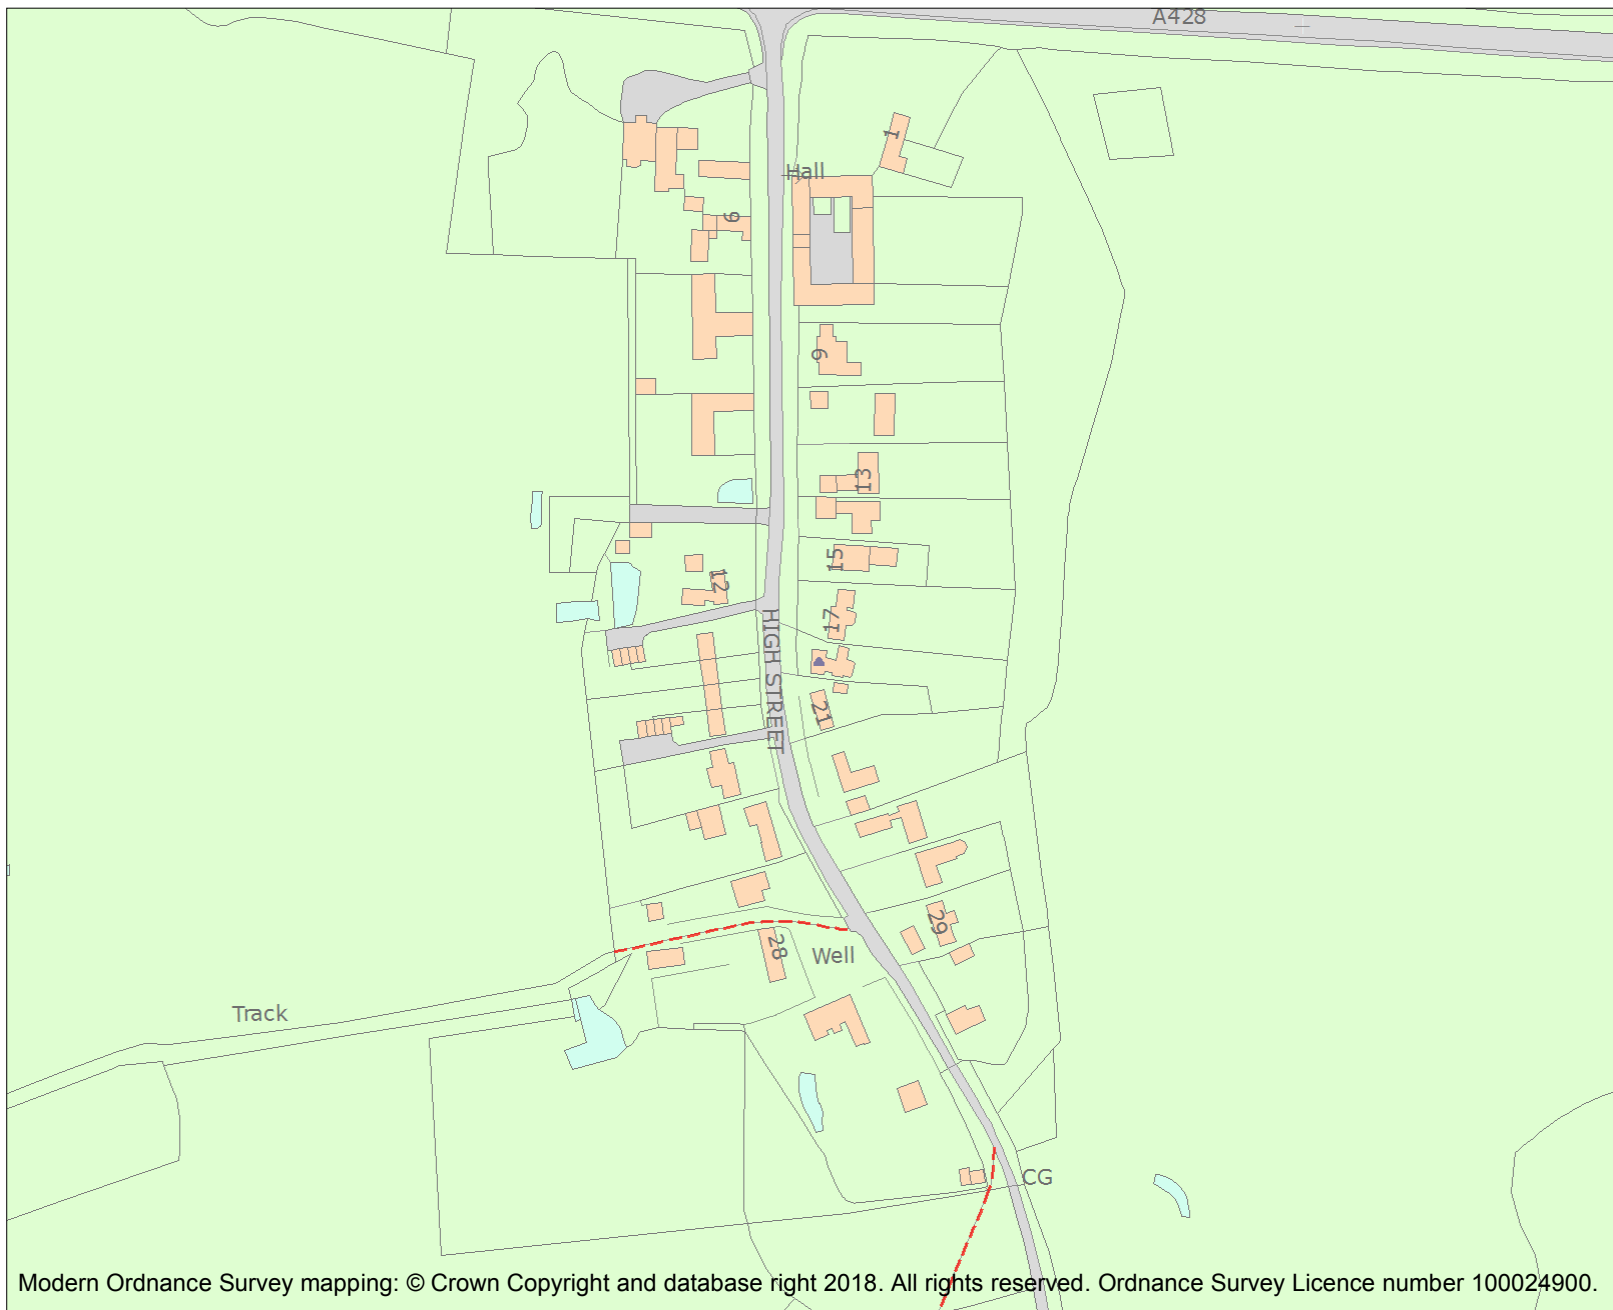 A428
1
Hall
9
9
13
15
12
17
HIGH STREET
21
29
28
Well
Track
CG
Modern Ordnance Survey mapping: © Crown Copyright and database right 2018. All rights reserved. Ordnance Survey Licence number 100024900.